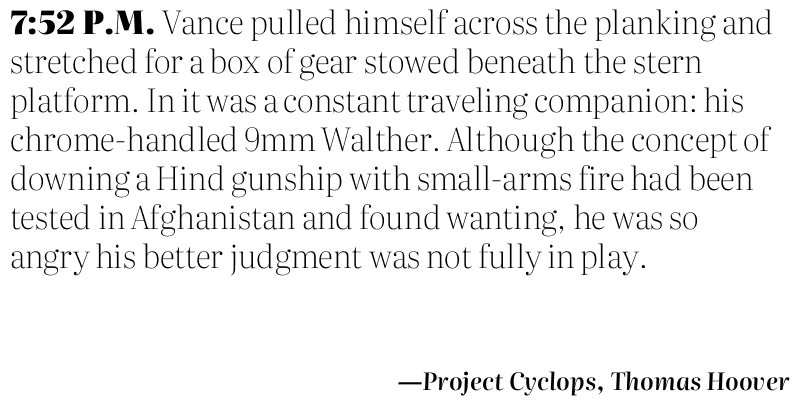 7:52 P.M. Vance pulled himself across the planking and
stretched for a box of gear stowed beneath the stern
platform. In it was a constant traveling companion: his
chrome-handled 9mm Walther. Although the concept of
downing a Hind gunship with small-arms fire had been
tested in Afghanistan and found wanting, he was so
angry his better judgment was not fully in play.
—Project Cyclops, Thomas Hoover